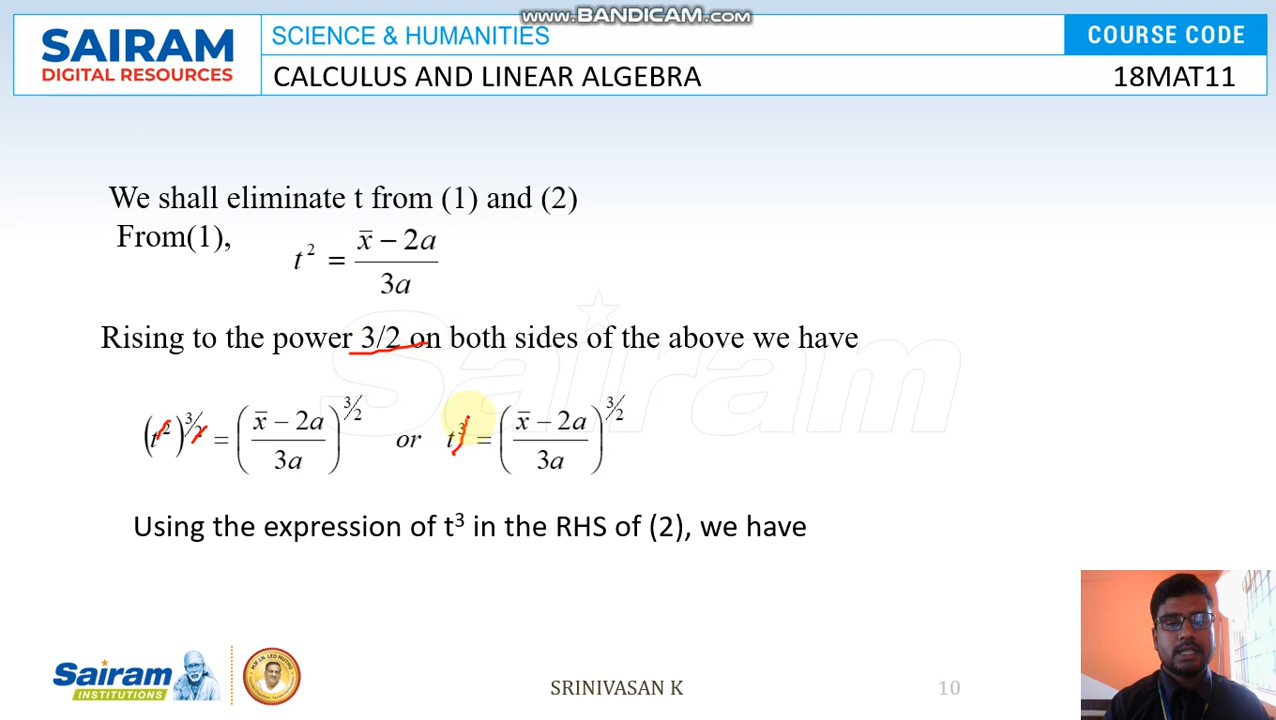 www.BANDICAM.com
SAIRAM
DIGITAL RESOURCES
SCIENCE & HUMANITIES
COURSE CODE
CALCULUS AND LINEAR ALGEBRA
18MAT11
We shall eliminate t from (1) and (2)
From(1), t² = (x̄ − 2a)/(3a)
Rising to the power 3/2 on both sides of the above we have
(t²)^(3/2) = ((x̄ − 2a)/(3a))^(3/2) or t³ = ((x̄ − 2a)/(3a))^(3/2)
Using the expression of t³ in the RHS of (2), we have
Sairam
Sairam
INSTITUTIONS
SRINIVASAN K
10